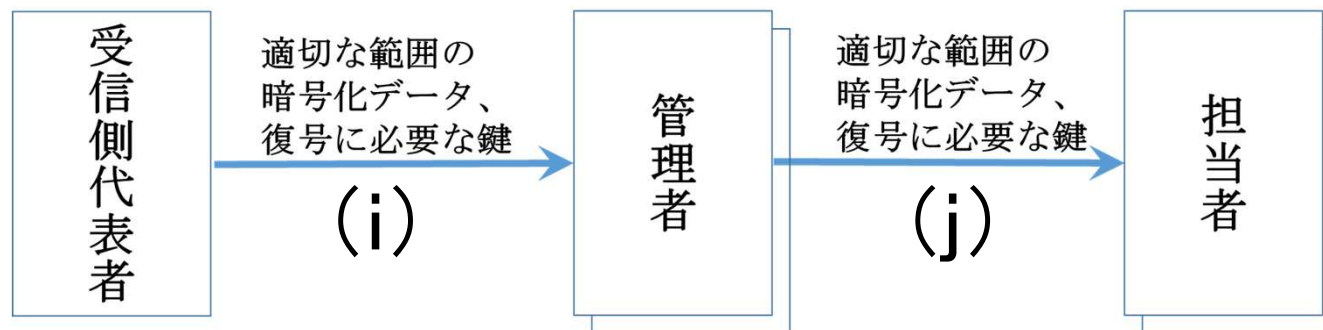 受信側代表者
適切な範囲の
暗号化データ、
復号に必要な鍵
(i)
管理者
適切な範囲の
暗号化データ、
復号に必要な鍵
(j)
担当者